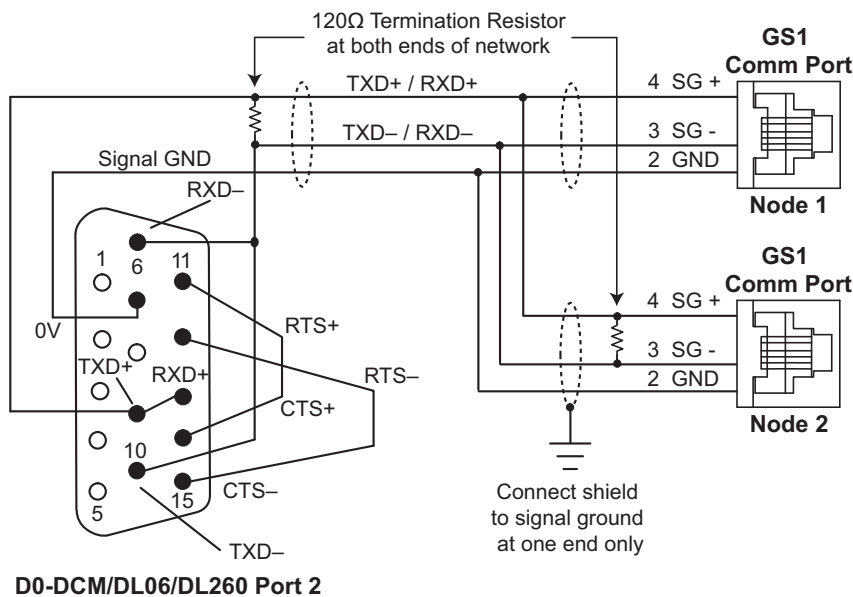 120Ω Termination Resistor
at both ends of network
GS1
Comm Port
TXD+ / RXD+
4 SG +
TXD– / RXD–
3 SG -
Signal GND
2 GND
RXD–
Node 1
1
6
11
GS1
Comm Port
0V
RTS+
4 SG +
TXD+
RXD+
RTS–
3 SG -
2 GND
CTS+
10
Node 2
5
15
CTS–
Connect shield
to signal ground
at one end only
TXD–
D0-DCM/DL06/DL260 Port 2